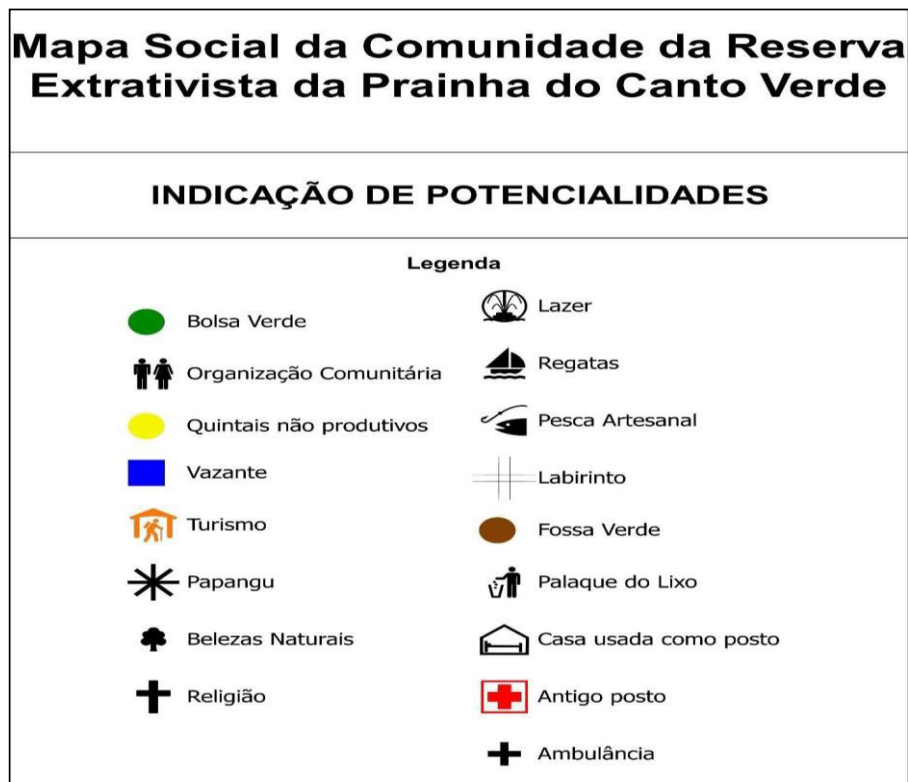 Mapa Social da Comunidade da Reserva
Extrativista da Prainha do Canto Verde
INDICAÇÃO DE POTENCIALIDADES
Legenda
Bolsa Verde
Organização Comunitária
Quintais não produtivos
Vazante
Turismo
Papangu
Belezas Naturais
Religião
Lazer
Regatas
Pesca Artesanal
Labirinto
Fossa Verde
Palaque do Lixo
Casa usada como posto
Antigo posto
Ambulância